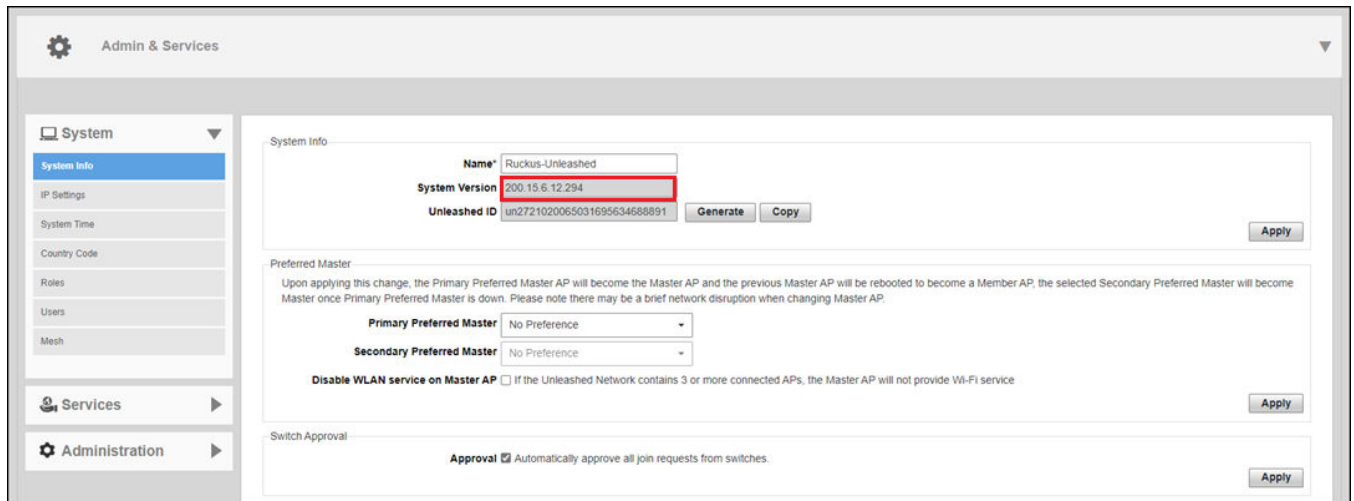 Admin & Services
System
System Info
IP Settings
System Time
Country Code
Roles
Users
Mesh
Services
Administration
System Info
Name* Ruckus-Unleashed
System Version 200.15.6.12.294
Unleashed ID un2721020065031695634688891 Generate Copy
Apply
Preferred Master
Upon applying this change, the Primary Preferred Master AP will become the Master AP and the previous Master AP will be rebooted to become a Member AP, the selected Secondary Preferred Master will become
Master once Primary Preferred Master is down. Please note there may be a brief network disruption when changing Master AP.
Primary Preferred Master No Preference
Secondary Preferred Master No Preference
Disable WLAN service on Master AP If the Unleashed Network contains 3 or more connected APs, the Master AP will not provide Wi-Fi service
Apply
Switch Approval
Approval Automatically approve all join requests from switches.
Apply